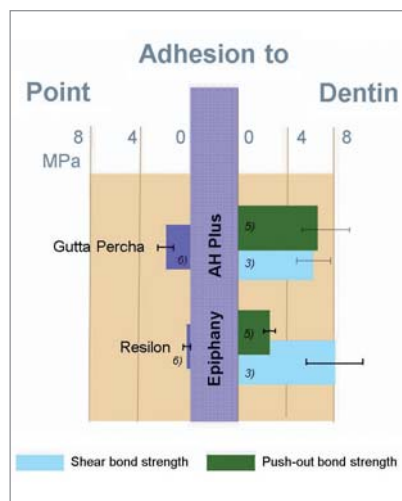 Adhesion to
Point Dentin
8 4 0 0 4 8
MPa
5)
Gutta Percha AH Plus
6) 3)
5)
Resilon Epiphany
6) 3)
Shear bond strength Push-out bond strength